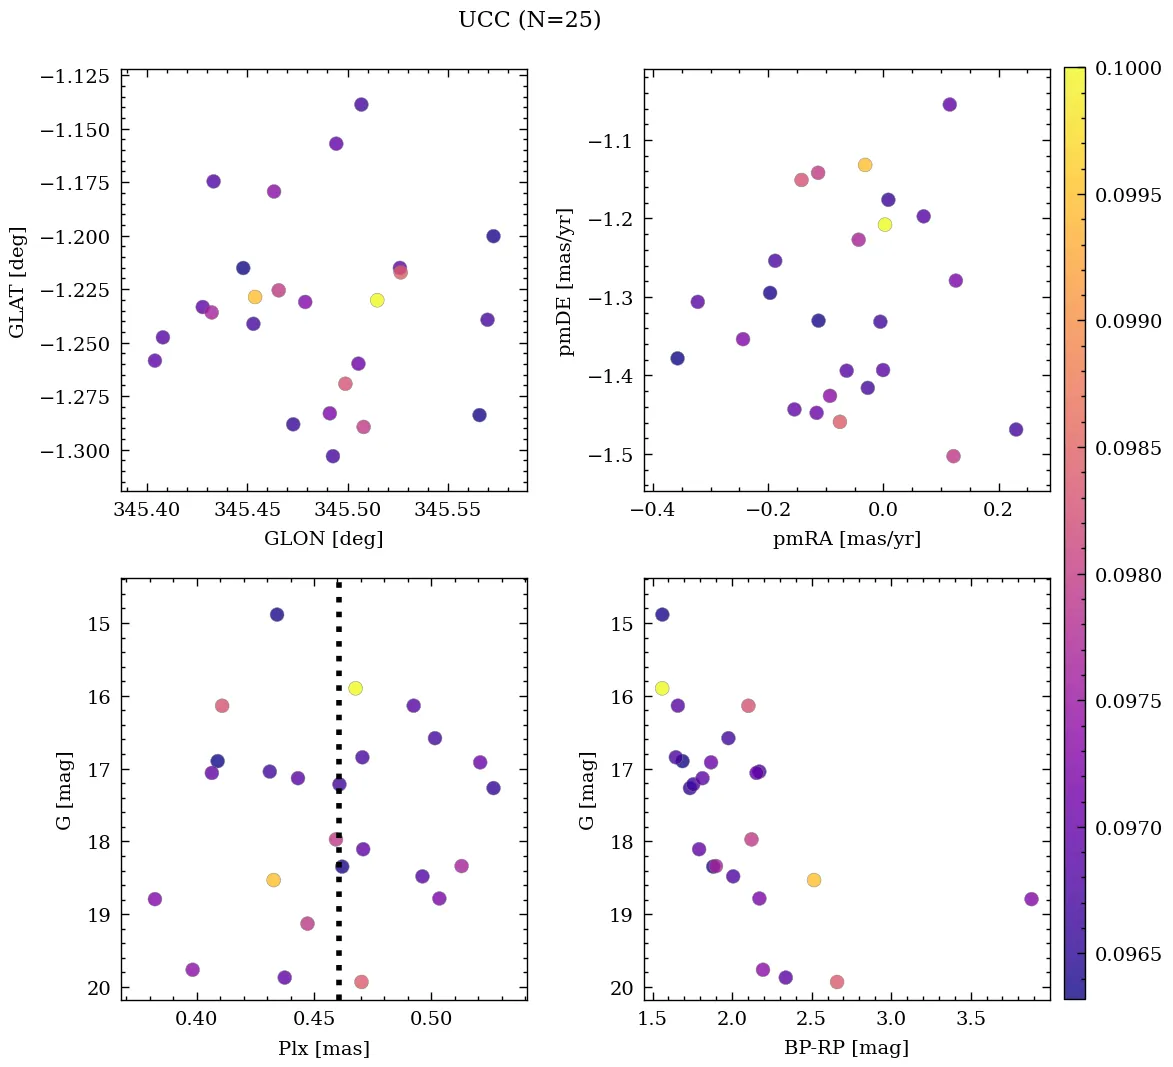 UCC (N=25)
−1.125
−1.150
−1.175
−1.200
−1.225
−1.250
−1.275
−1.300
GLAT [deg]
345.40 345.45 345.50 345.55
GLON [deg]
−1.1
−1.2
−1.3
−1.4
−1.5
pmDE [mas/yr]
−0.4 −0.2 0.0 0.2
pmRA [mas/yr]
15
16
17
18
19
20
G [mag]
0.40 0.45 0.50
Plx [mas]
15
16
17
18
19
20
G [mag]
1.5 2.0 2.5 3.0 3.5
BP-RP [mag]
0.1000
0.0995
0.0990
0.0985
0.0980
0.0975
0.0970
0.0965